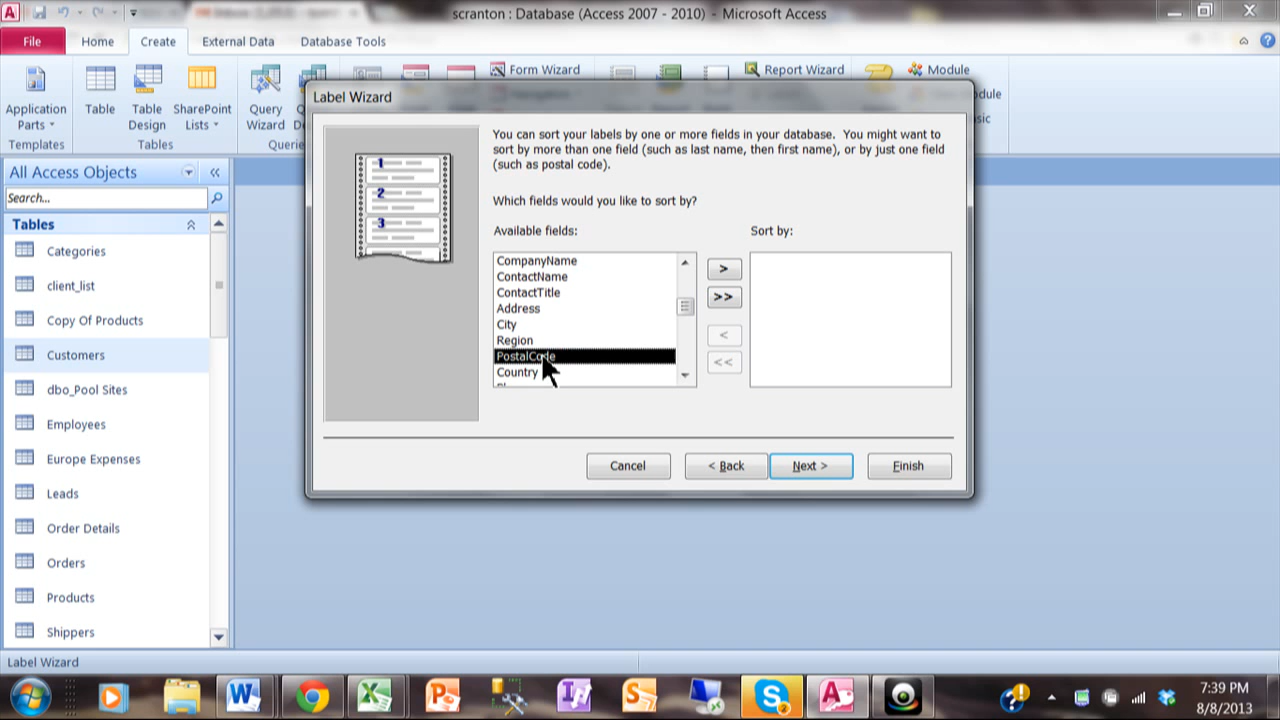 scranton : Database (Access 2007 - 2010) - Microsoft Access
File Home Create External Data Database Tools
Application Parts
Table
Table Design
SharePoint Lists
Query Wizard
Form Wizard
Report Wizard
Module
Templates
Tables
Label Wizard
You can sort your labels by one or more fields in your database. You might want to
sort by more than one field (such as last name, then first name), or by just one field
(such as postal code).
Which fields would you like to sort by?
Available fields:
Sort by:
1
2
3
CompanyName
ContactName
ContactTitle
Address
City
Region
PostalCode
Country
>
>>
<
<<
Cancel
< Back
Next >
Finish
All Access Objects
Search...
Tables
Categories
client_list
Copy Of Products
Customers
dbo_Pool Sites
Employees
Europe Expenses
Leads
Order Details
Orders
Products
Shippers
Label Wizard
7:39 PM
8/8/2013